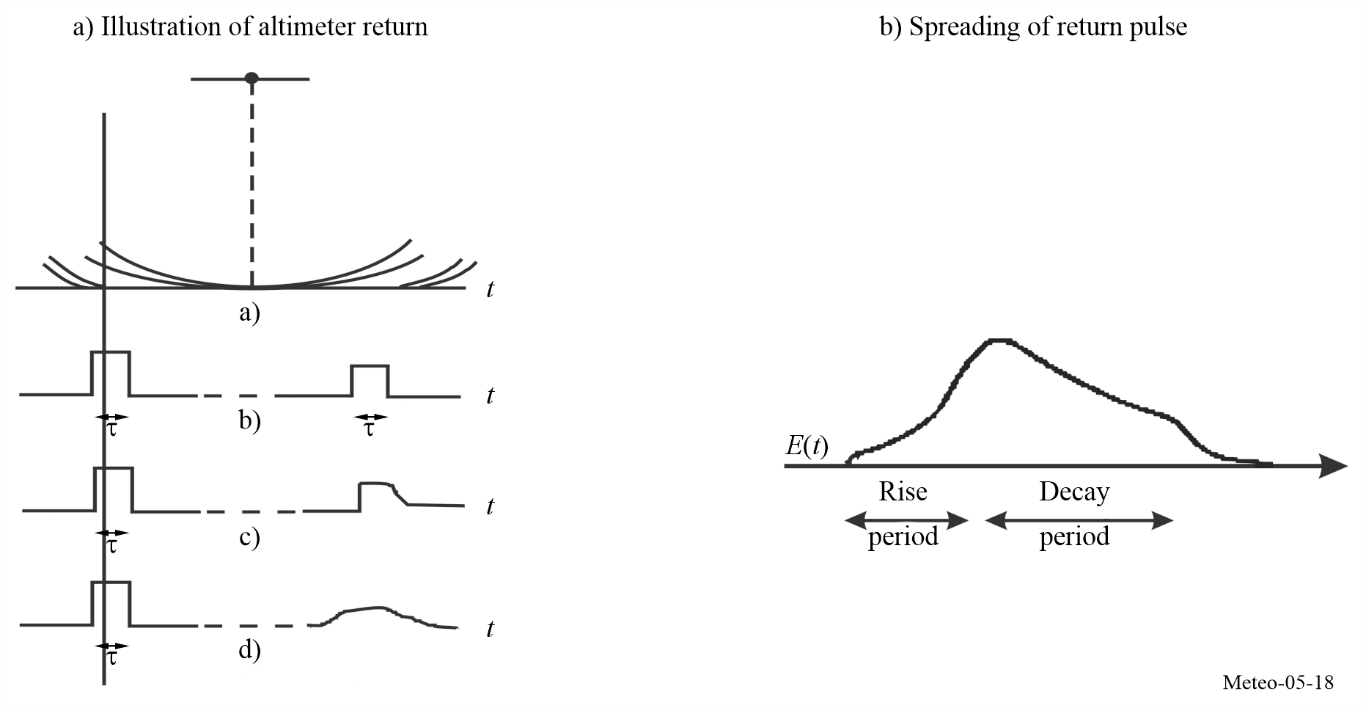 a) Illustration of altimeter return
b) Spreading of return pulse
t
a)
t
τ
b)
τ
t
τ
c)
t
τ
d)
E(t)
Rise
period
Decay
period
Meteo-05-18